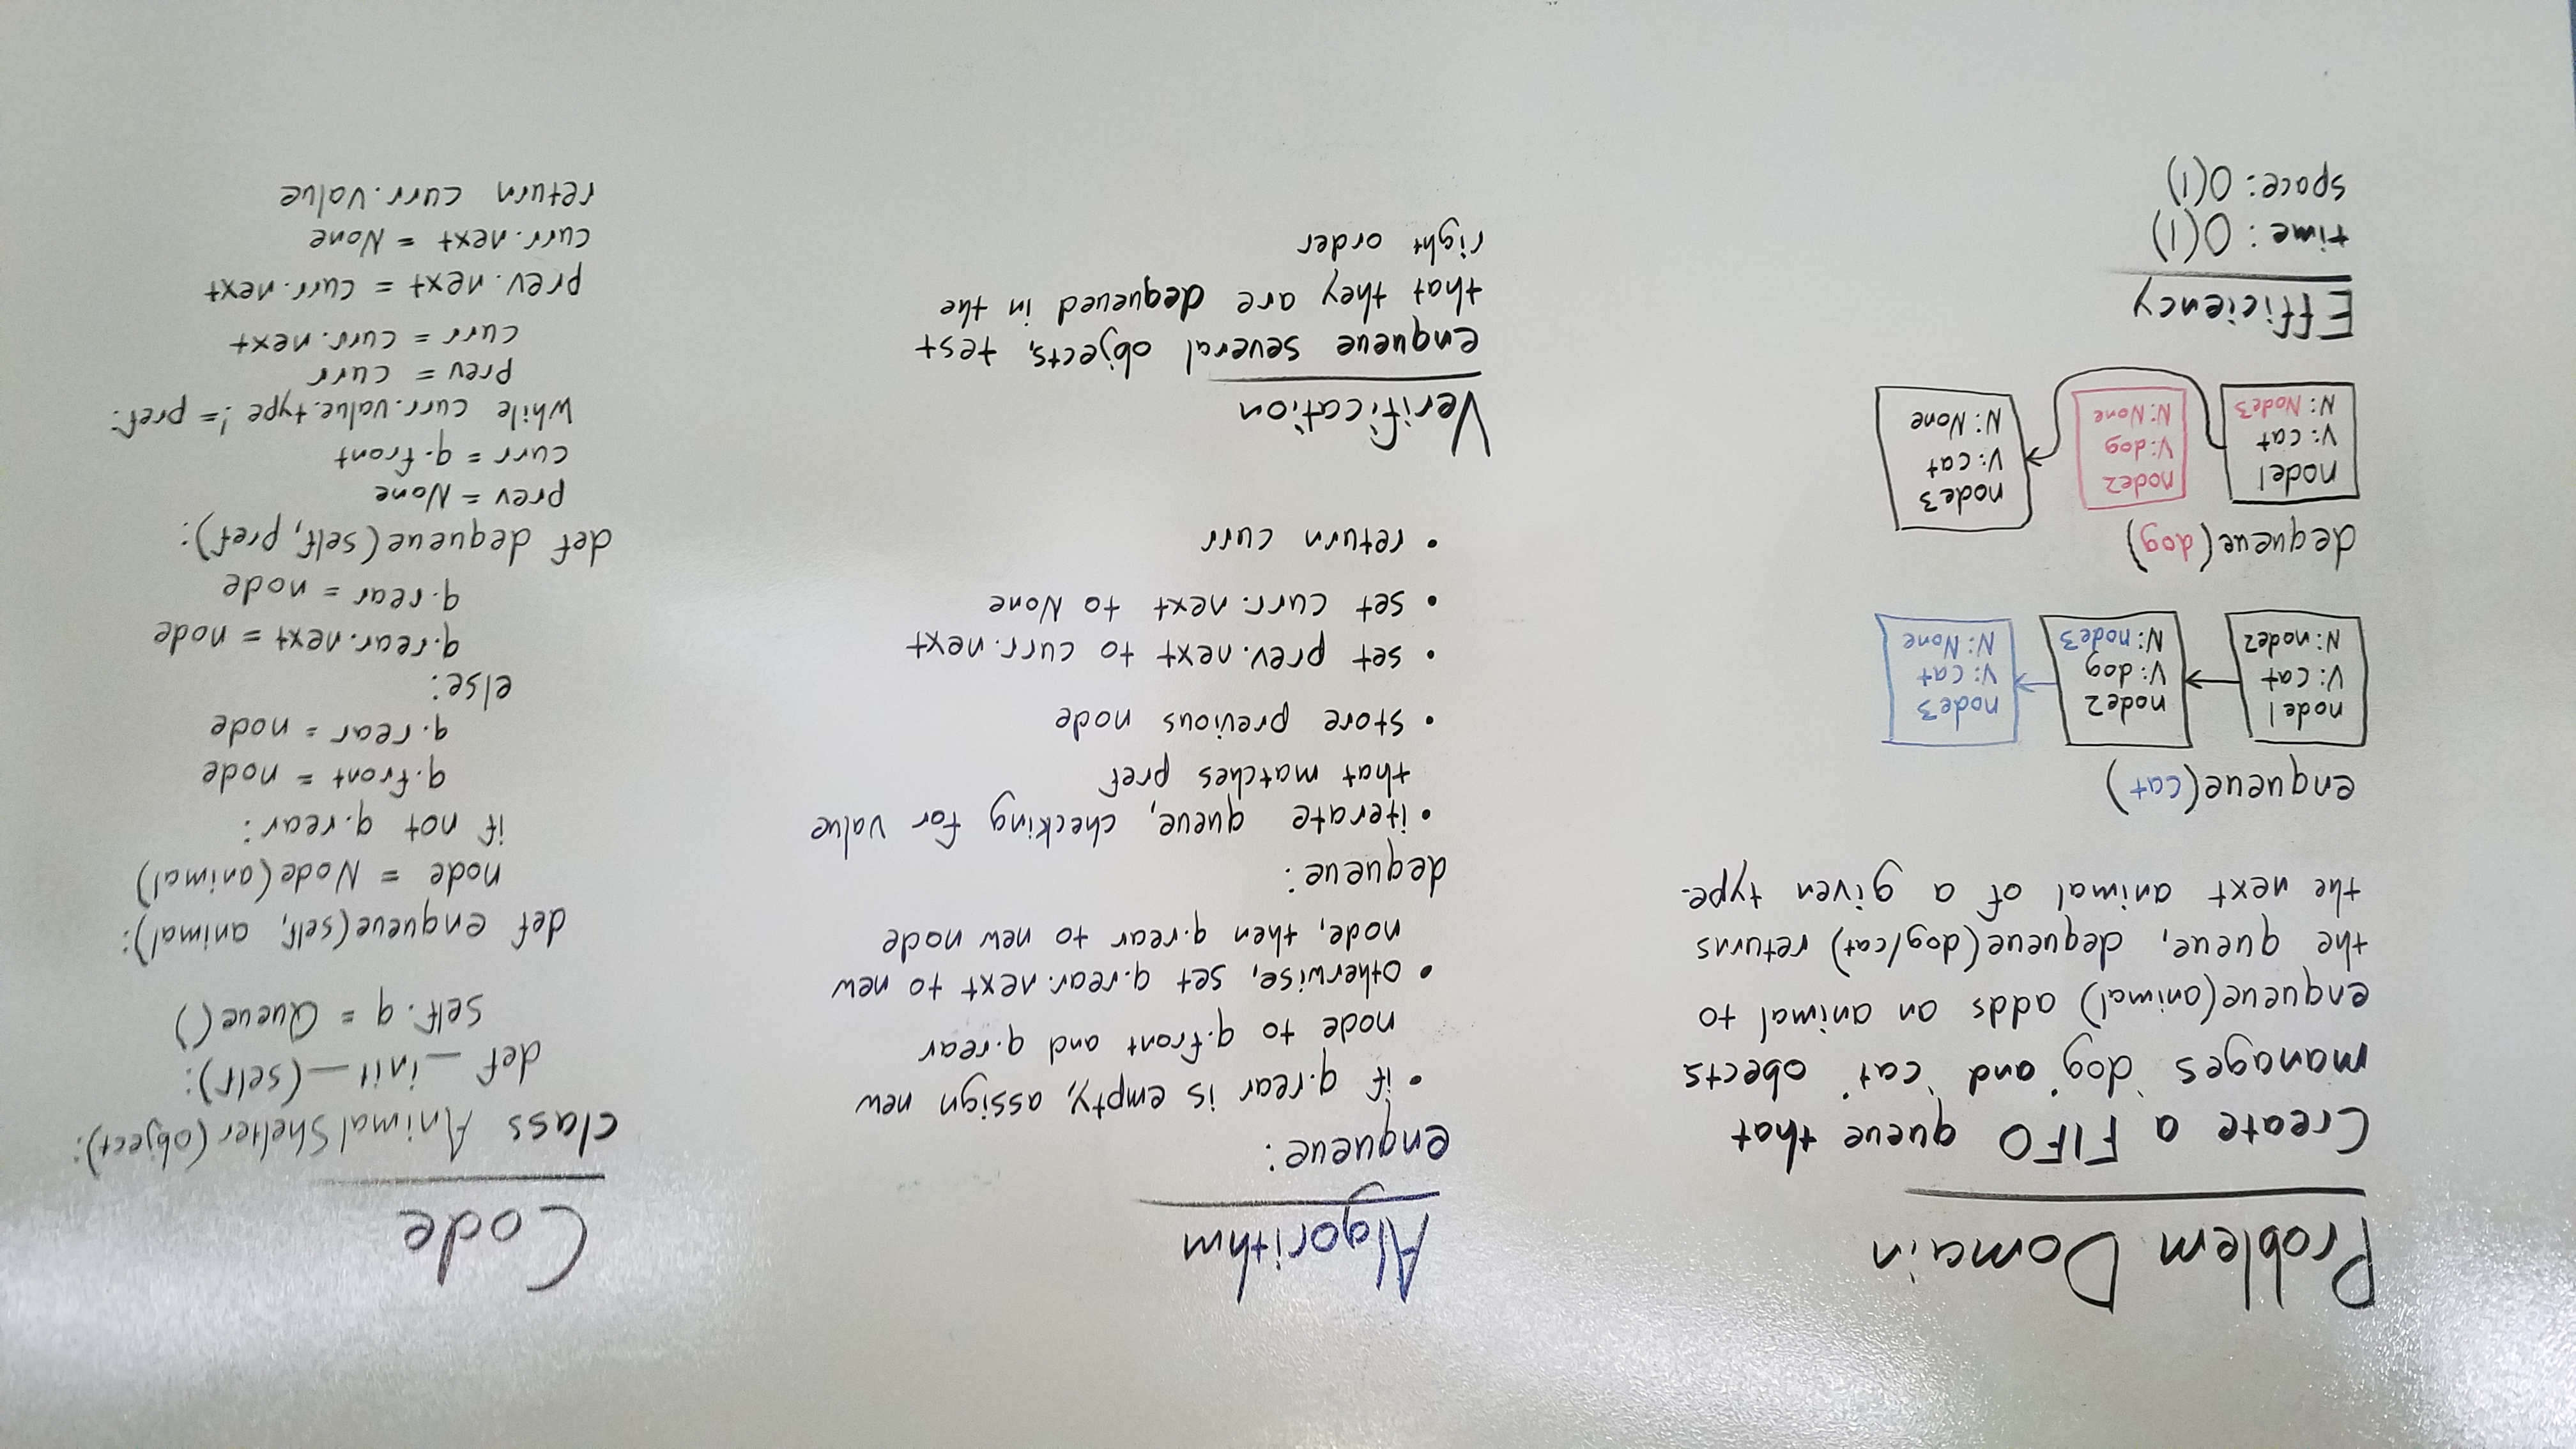 Problem Domain
Create a FIFO queue that
manages 'dog' and 'cat' obects
enqueue(animal) adds an animal to
the queue, dequeue(dog/cat) returns
the next animal of a given type.
enqueue(cat)
node1
V: cat
N: node2
node2
V: dog
N: node3
node3
V: cat
N: None
dequeue(dog)
node1
V: cat
N: Node3
node2
V: dog
N: None
node3
V: cat
N: None
Efficiency
time: O(1)
space: O(1)
Algorithm
enqueue:
• if q.rear is empty, assign new
node to q.front and q.rear
• otherwise, set q.rear.next to new
node, then q.rear to new node
dequeue:
• iterate queue, checking for value
that matches pref
• store previous node
• set prev.next to curr.next
• set curr.next to None
• return curr
Verification
enqueue several objects, test
that they are dequeued in the
right order
Code
class AnimalShelter(object):
def _init_(self):
self.q = Queue()
def enqueue(self, animal):
node = Node(animal)
if not q.rear:
q.front = node
q.rear = node
else:
q.rear.next = node
q.rear = node
def dequeue(self, pref):
prev = None
curr = q.front
while curr.value.type != pref:
prev = curr
curr = curr.next
prev.next = curr.next
curr.next = None
return curr.value